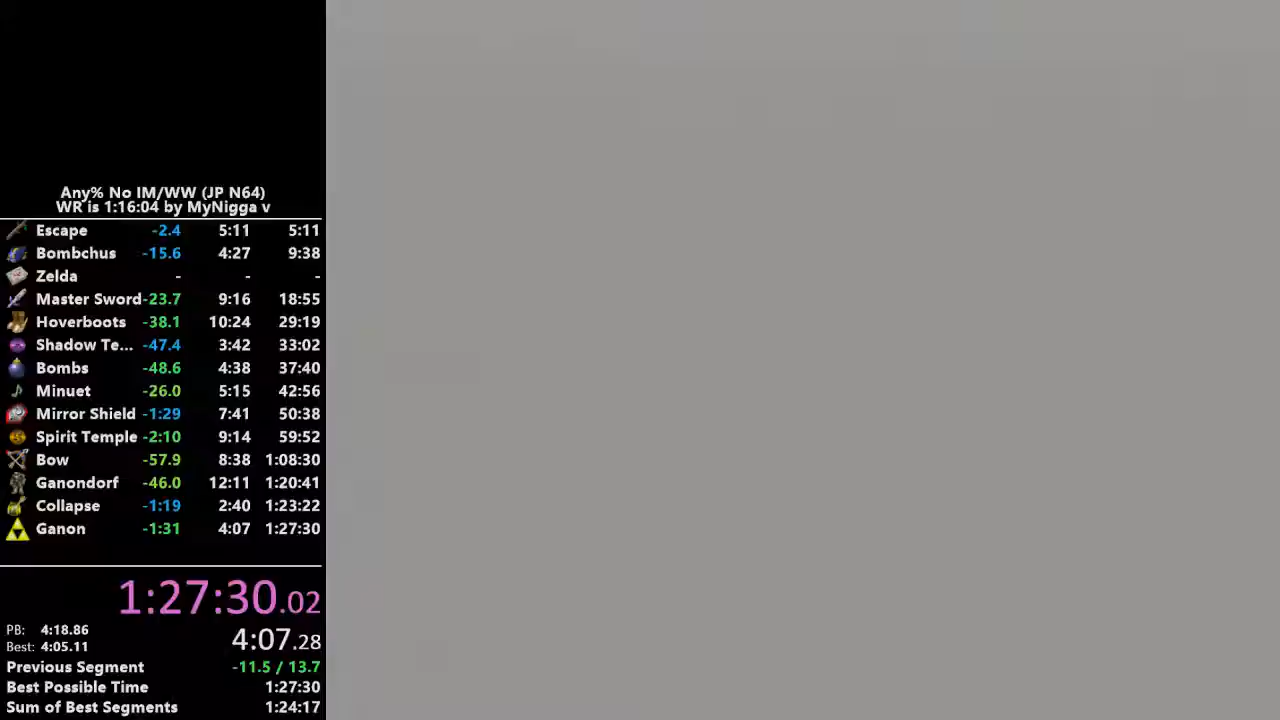 Any% No IM/WW (JP N64)
WR is 1:16:04 by MyNigga v
Escape -2.4 5:11 5:11
Bombchus -15.6 4:27 9:38
Zelda - - -
Master Sword -23.7 9:16 18:55
Hoverboots -38.1 10:24 29:19
Shadow Te... -47.4 3:42 33:02
Bombs -48.6 4:38 37:40
Minuet -26.0 5:15 42:56
Mirror Shield -1:29 7:41 50:38
Spirit Temple -2:10 9:14 59:52
Bow -57.9 8:38 1:08:30
Ganondorf -46.0 12:11 1:20:41
Collapse -1:19 2:40 1:23:22
Ganon -1:31 4:07 1:27:30
1:27:30.02
PB: 4:18.86
Best: 4:05.11
4:07.28
Previous Segment -11.5 / 13.7
Best Possible Time 1:27:30
Sum of Best Segments 1:24:17